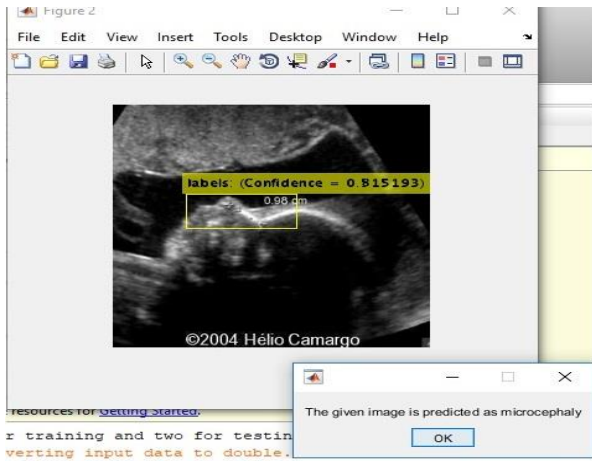 Figure 2
File Edit View Insert Tools Desktop Window Help
labels: (Confidence = 0.815193)
0.98 cm
©2004 Hélio Camargo
resources for Getting Started.
The given image is predicted as microcephaly
OK
r training and two for testin
verting input data to double.